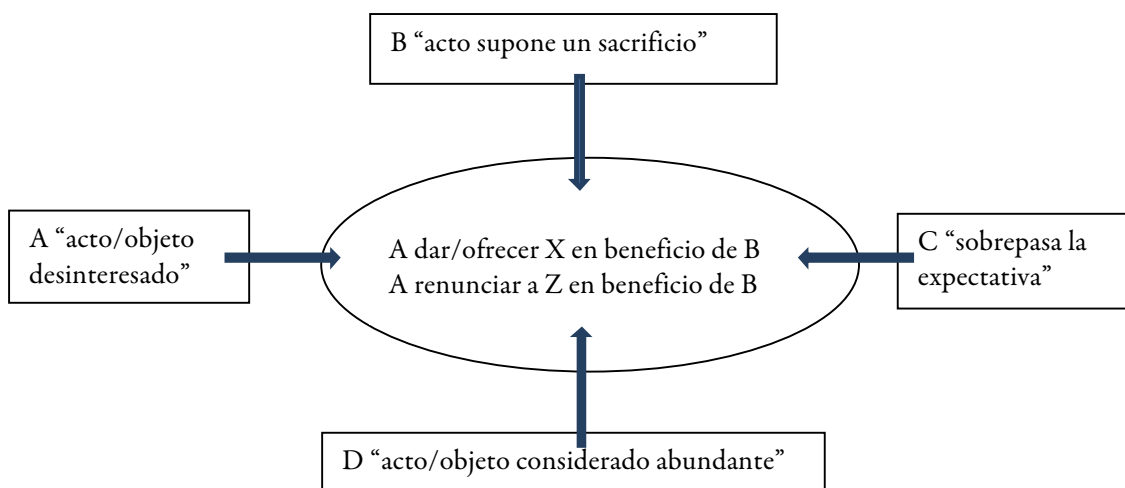 B “acto supone un sacrificio”
A “acto/objeto
desinteresado”
A dar/ofrecer X en beneficio de B
A renunciar a Z en beneficio de B
C “sobrepasa la
expectativa”
D “acto/objeto considerado abundante”